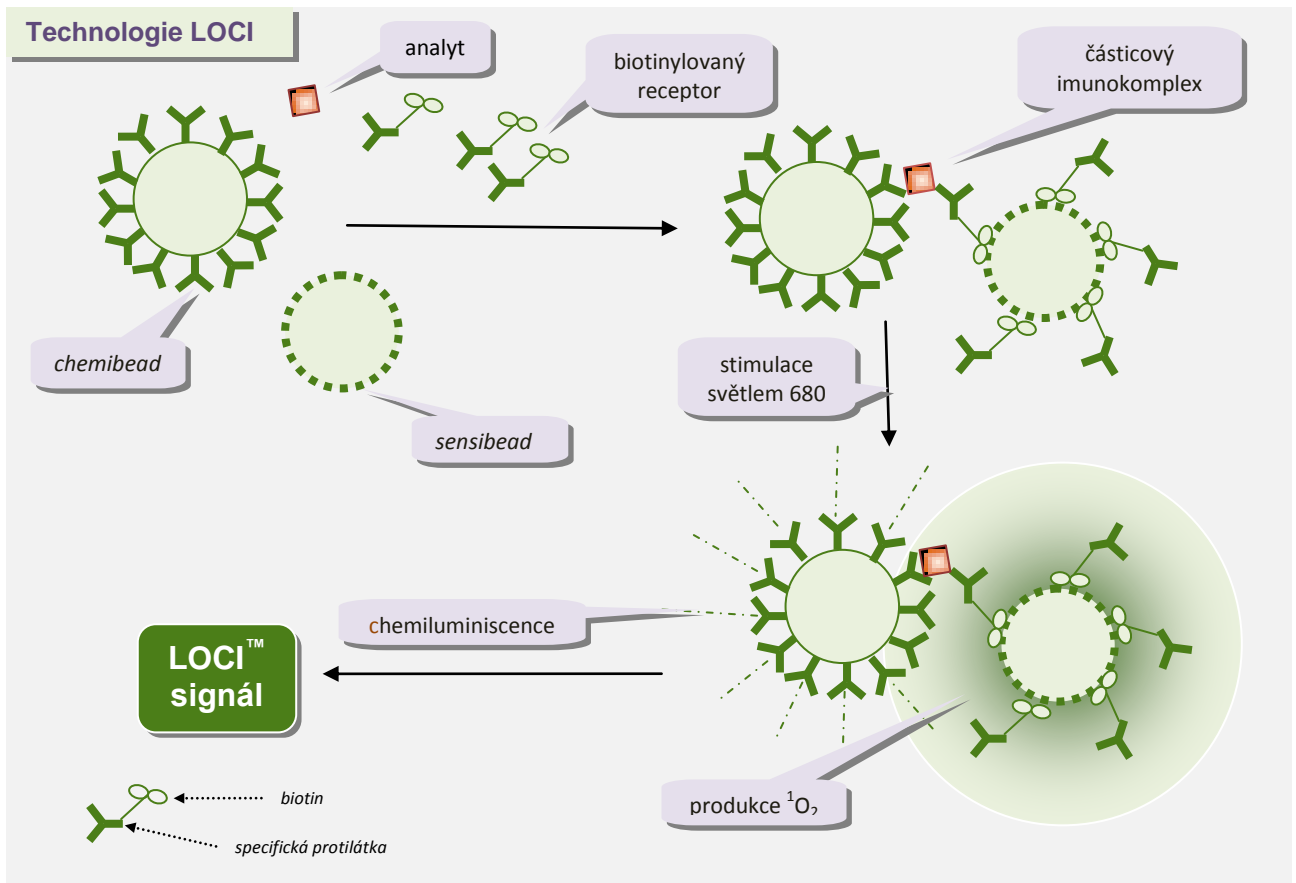 Technologie LOCI
analyt
biotinylovaný
receptor
částicový
imunokomplex
chemibead
sensibead
stimulace
světlem 680
chemiluminiscence
LOCI™
signál
produkce ¹O₂
biotin
specifická protilátka